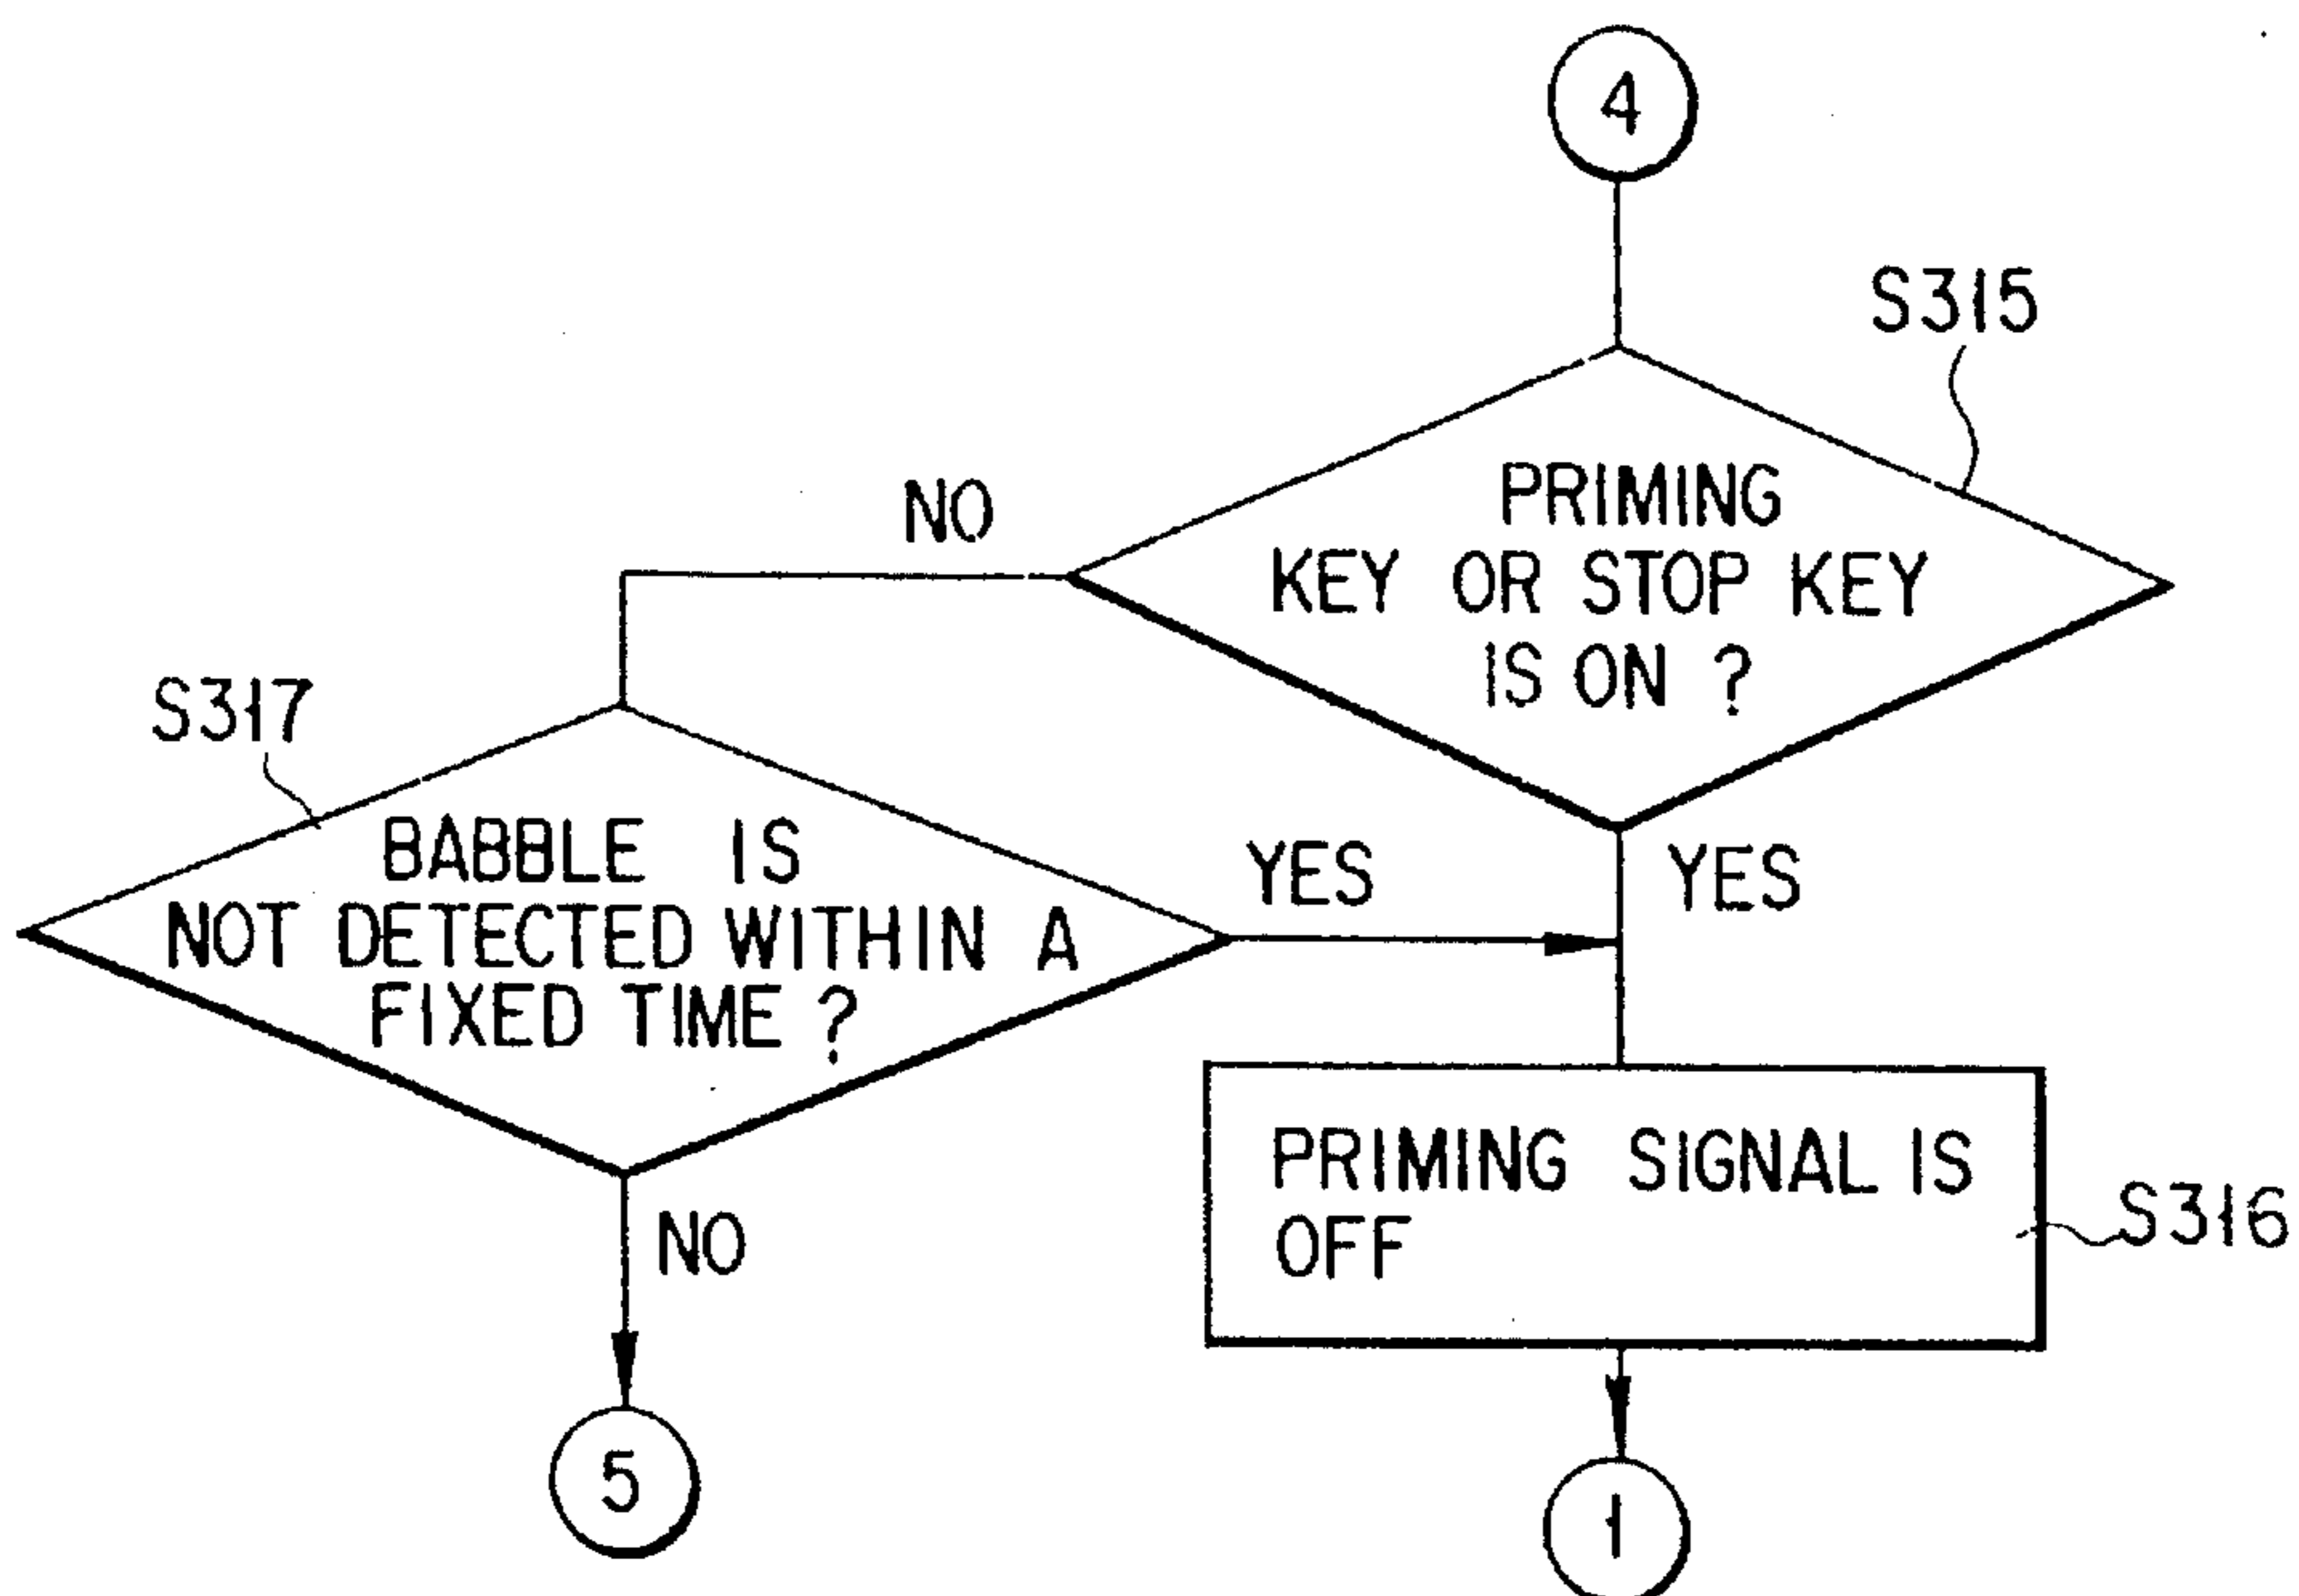 4
S315
PRIMING
KEY OR STOP KEY
IS ON ?
NO
YES
S317
BABBLE IS
NOT DETECTED WITHIN A
FIXED TIME ?
YES
NO
PRIMING SIGNAL IS
OFF
S316
5
1